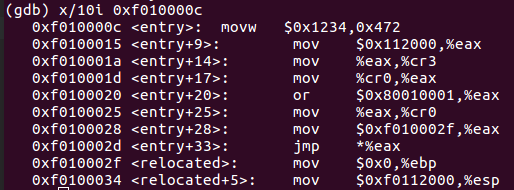 (gdb) x/10i 0xf010000c
0xf010000c <entry>: movw $0x1234,0x472
0xf0100015 <entry+9>: mov $0x112000,%eax
0xf010001a <entry+14>: mov %eax,%cr3
0xf010001d <entry+17>: mov %cr0,%eax
0xf0100020 <entry+20>: or $0x80010001,%eax
0xf0100025 <entry+25>: mov %eax,%cr0
0xf0100028 <entry+28>: mov $0xf010002f,%eax
0xf010002d <entry+33>: jmp *%eax
0xf010002f <relocated>: mov $0x0,%ebp
0xf0100034 <relocated+5>: mov $0xf0112000,%esp